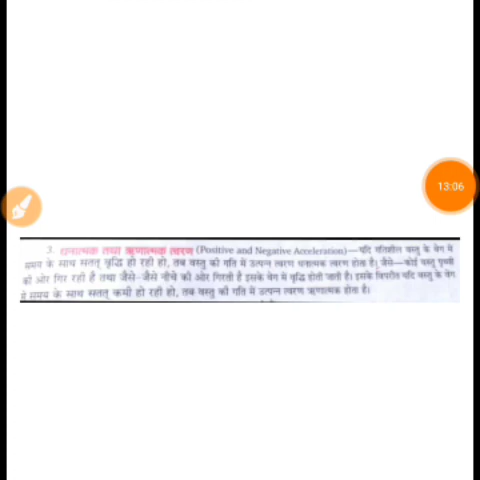 13:06
3. धनात्मक तथा ऋणात्मक त्वरण (Positive and Negative Acceleration)—यदि गतिशील वस्तु के वेग में
समय के साथ सतत् वृद्धि हो रही हो, तब वस्तु की गति में उत्पन्न त्वरण धनात्मक त्वरण होता है; जैसे—कोई वस्तु पृथ्वी
की ओर गिर रही है तथा जैसे-जैसे नीचे की ओर गिरती है इसके वेग में वृद्धि होती जाती है। इसके विपरीत यदि वस्तु के वेग
में समय के साथ सतत् कमी हो रही हो, तब वस्तु की गति में उत्पन्न त्वरण ऋणात्मक होता है।